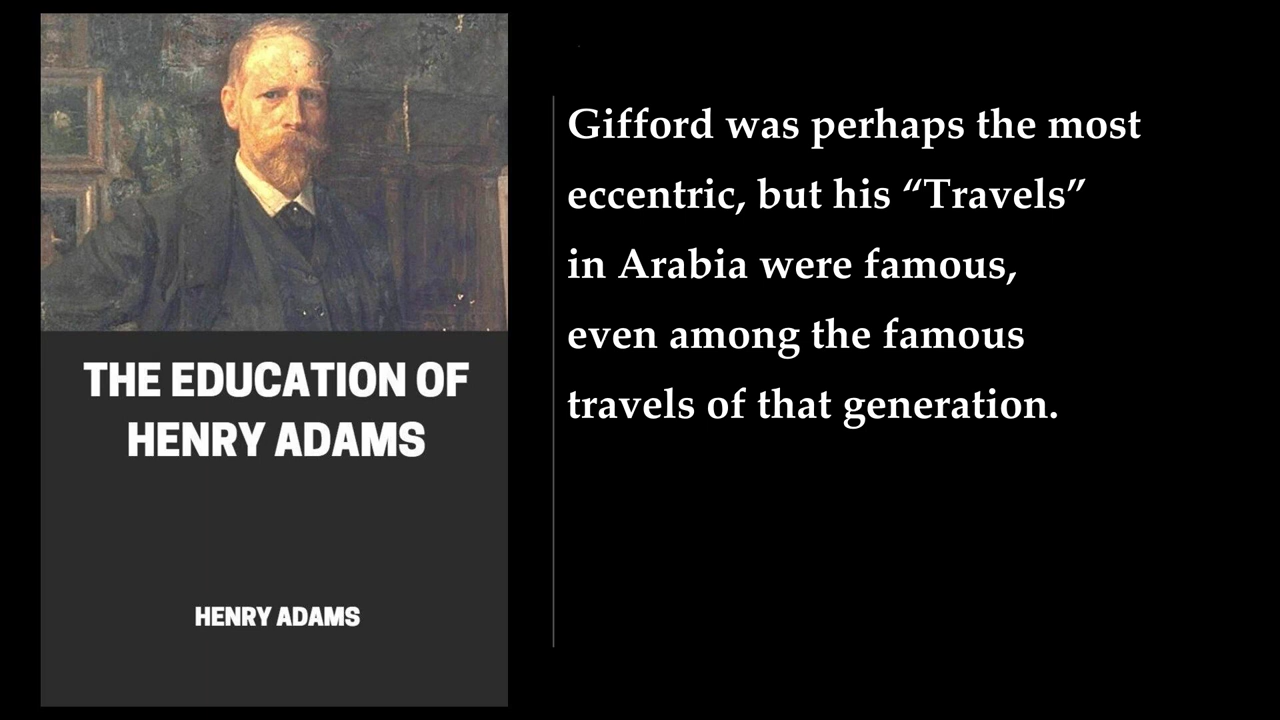 THE EDUCATION OF
HENRY ADAMS
HENRY ADAMS
Gifford was perhaps the most
eccentric, but his “Travels”
in Arabia were famous,
even among the famous
travels of that generation.